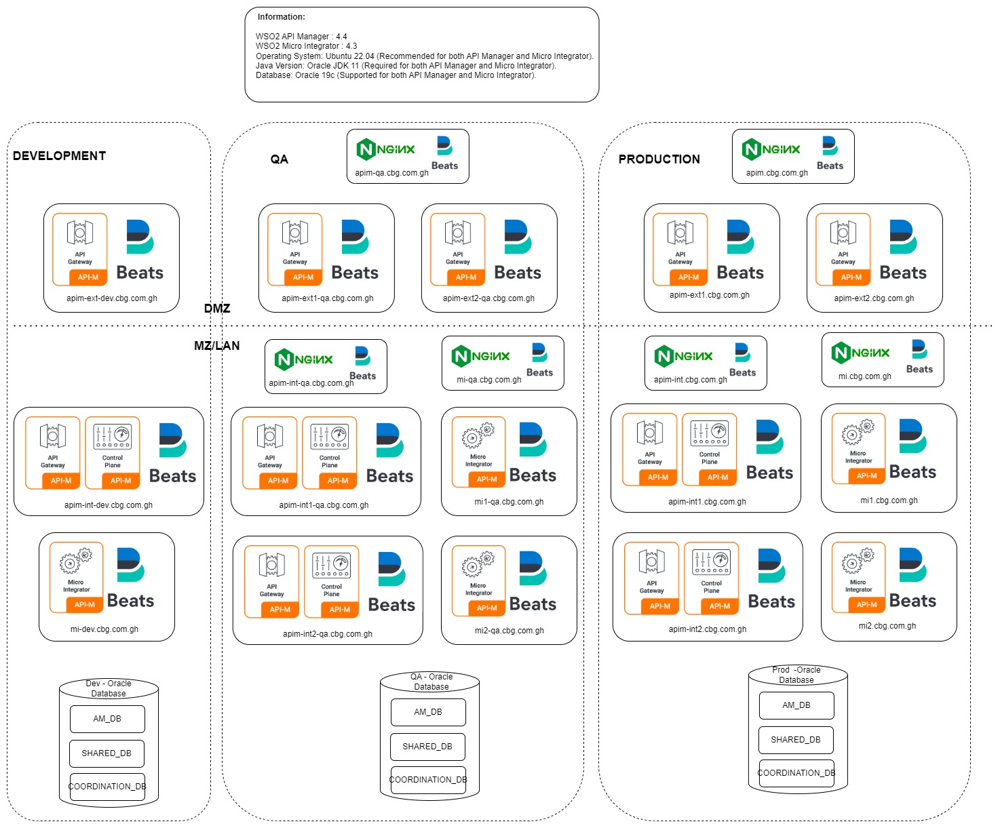 Information:
WSO2 API Manager : 4.4
WSO2 Micro Integrator : 4.3
Operating System: Ubuntu 22.04 (Recommended for both API Manager and Micro Integrator).
Java Version: Oracle JDK 11 (Required for both API Manager and Micro Integrator).
Database: Oracle 19c (Supported for both API Manager and Micro Integrator).
DEVELOPMENT
API
Gateway
API-M
Beats
apim-ext-dev.cbg.com.gh
QA
NGINX
Beats
apim-qa.cbg.com.gh
API
Gateway
API-M
Beats
apim-ext1-qa.cbg.com.gh
API
Gateway
API-M
Beats
apim-ext2-qa.cbg.com.gh
PRODUCTION
NGINX
Beats
apim.cbg.com.gh
API
Gateway
API-M
Beats
apim-ext1.cbg.com.gh
API
Gateway
API-M
Beats
apim-ext2.cbg.com.gh
DMZ
MZ/LAN
API
Gateway
API-M
Control
Plane
API-M
Beats
apim-int-dev.cbg.com.gh
Micro
Integrator
API-M
Beats
mi-dev.cbg.com.gh
Dev - Oracle
Database
AM_DB
SHARED_DB
COORDINATION_DB
NGINX
Beats
apim-int-qa.cbg.com.gh
NGINX
Beats
mi-qa.cbg.com.gh
API
Gateway
API-M
Control
Plane
API-M
Beats
apim-int1-qa.cbg.com.gh
Micro
Integrator
API-M
Beats
mi1-qa.cbg.com.gh
API
Gateway
API-M
Control
Plane
API-M
Beats
apim-int2-qa.cbg.com.gh
Micro
Integrator
API-M
Beats
mi2-qa.cbg.com.gh
QA - Oracle
Database
AM_DB
SHARED_DB
COORDINATION_DB
NGINX
Beats
apim-int.cbg.com.gh
NGINX
Beats
mi.cbg.com.gh
API
Gateway
API-M
Control
Plane
API-M
Beats
apim-int1.cbg.com.gh
Micro
Integrator
API-M
Beats
mi1.cbg.com.gh
API
Gateway
API-M
Control
Plane
API-M
Beats
apim-int2.cbg.com.gh
Micro
Integrator
API-M
Beats
mi2.cbg.com.gh
Prod -Oracle
Database
AM_DB
SHARED_DB
COORDINATION_DB